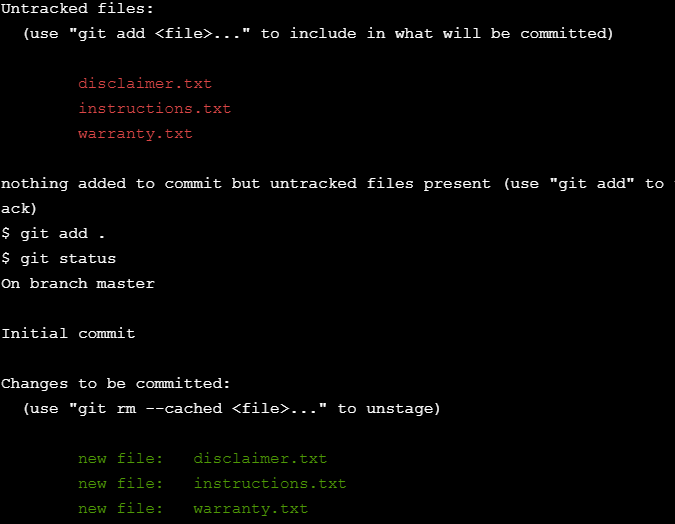 Untracked files:
(use "git add <file>..." to include in what will be committed)
disclaimer.txt
instructions.txt
warranty.txt
nothing added to commit but untracked files present (use "git add" to
ack)
$ git add .
$ git status
On branch master
Initial commit
Changes to be committed:
(use "git rm --cached <file>..." to unstage)
new file: disclaimer.txt
new file: instructions.txt
new file: warranty.txt